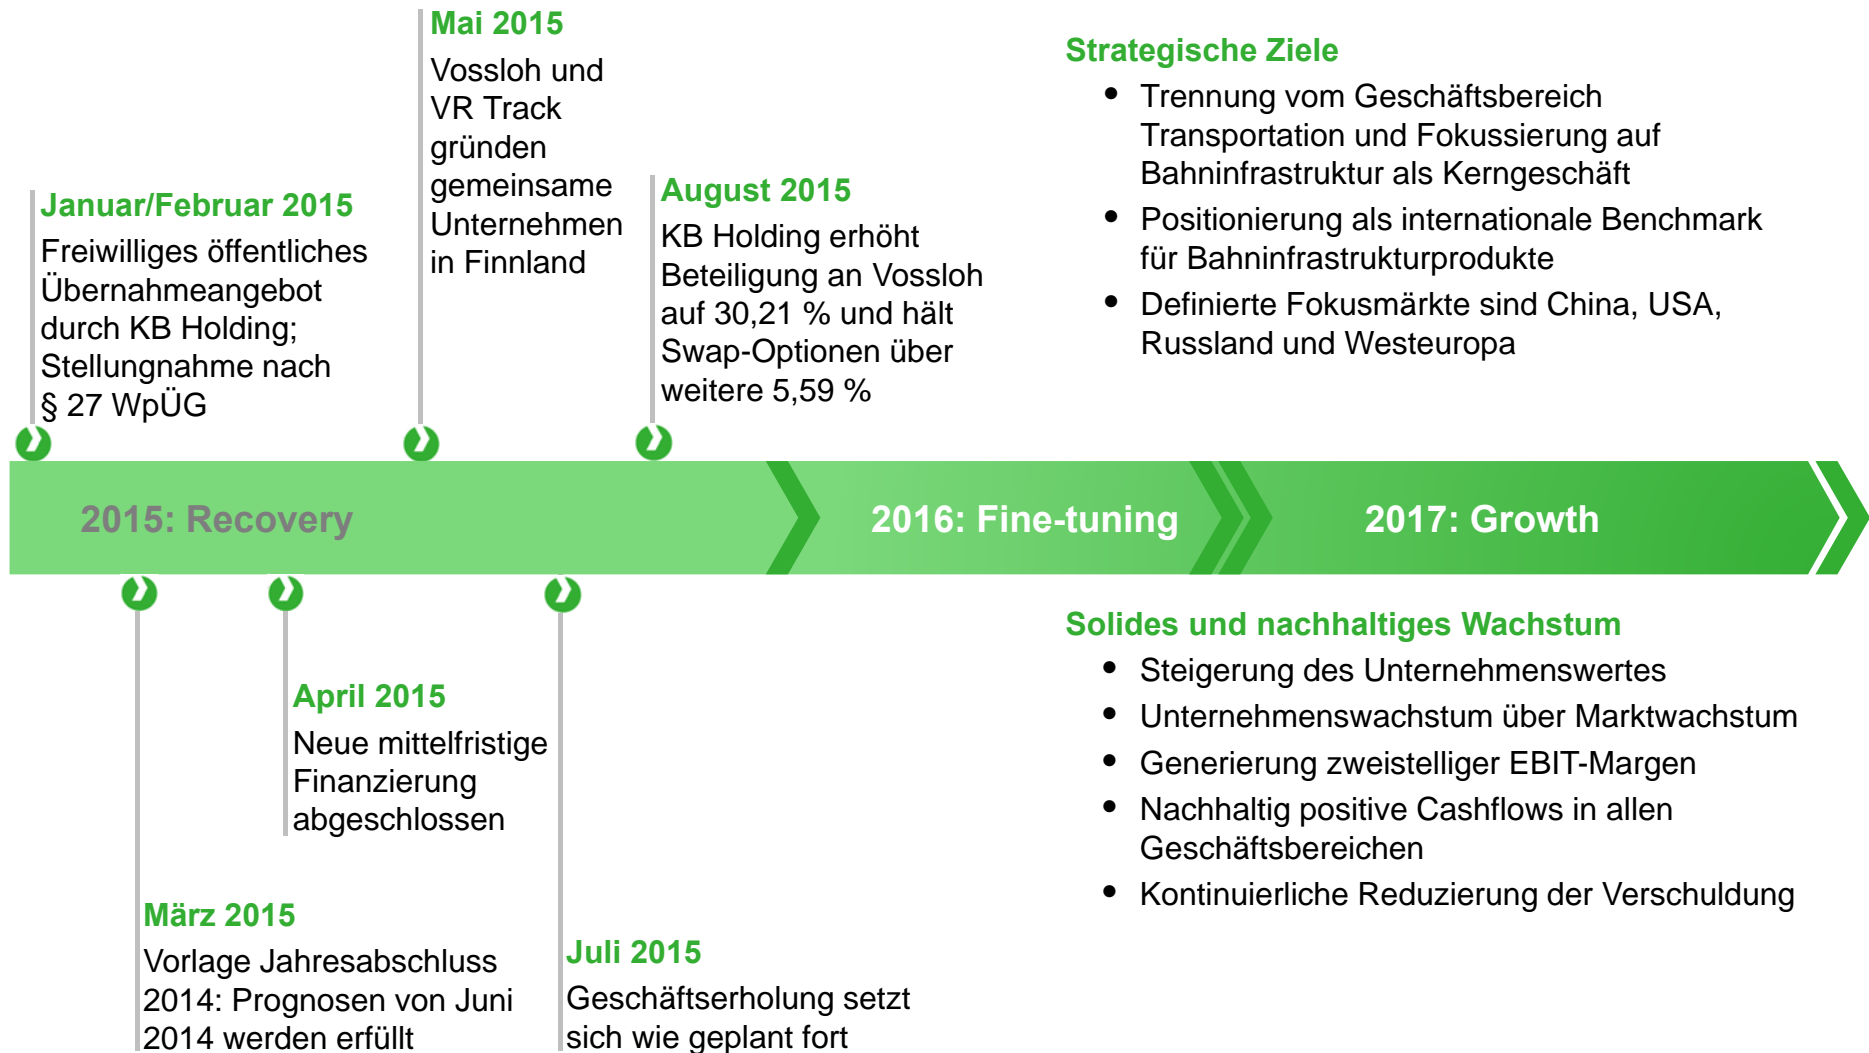 Januar/Februar 2015
Freiwilliges öffentliches
Übernahmeangebot
durch KB Holding;
Stellungnahme nach
§ 27 WpÜG
Mai 2015
Vossloh und
VR Track
gründen
gemeinsame
Unternehmen
in Finnland
August 2015
KB Holding erhöht
Beteiligung an Vossloh
auf 30,21 % und hält
Swap-Optionen über
weitere 5,59 %
Strategische Ziele
• Trennung vom Geschäftsbereich
Transportation und Fokussierung auf
Bahninfrastruktur als Kerngeschäft
• Positionierung als internationale Benchmark
für Bahninfrastrukturprodukte
• Definierte Fokusmärkte sind China, USA,
Russland und Westeuropa
2015: Recovery
2016: Fine-tuning
2017: Growth
März 2015
Vorlage Jahresabschluss
2014: Prognosen von Juni
2014 werden erfüllt
April 2015
Neue mittelfristige
Finanzierung
abgeschlossen
Juli 2015
Geschäftserholung setzt
sich wie geplant fort
Solides und nachhaltiges Wachstum
• Steigerung des Unternehmenswertes
• Unternehmenswachstum über Marktwachstum
• Generierung zweistelliger EBIT-Margen
• Nachhaltig positive Cashflows in allen
Geschäftsbereichen
• Kontinuierliche Reduzierung der Verschuldung